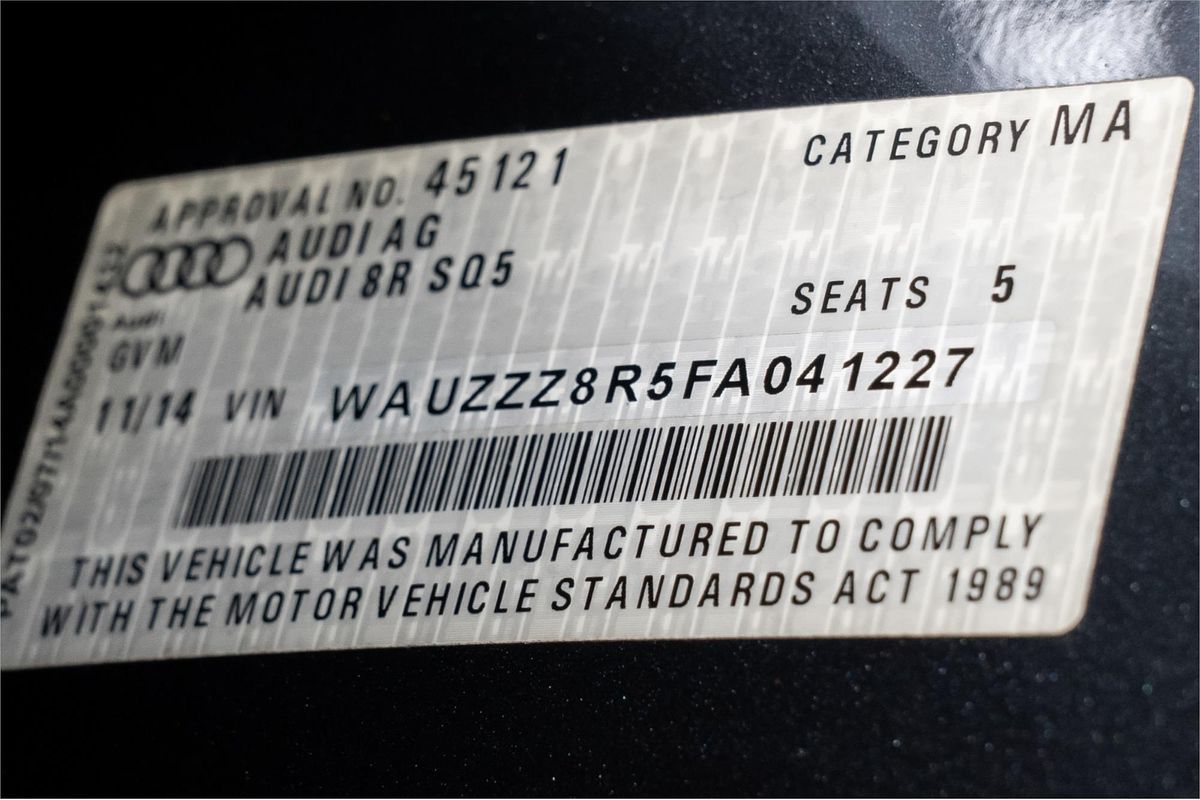 APPROVAL NO. 45121
CATEGORY MA
AUDI AG
AUDI 8R SQ5
SEATS 5
Audi
GVM
11/14 VIN WAUZZZ8R5FA041227
THIS VEHICLE WAS MANUFACTURED TO COMPLY
WITH THE MOTOR VEHICLE STANDARDS ACT 1989